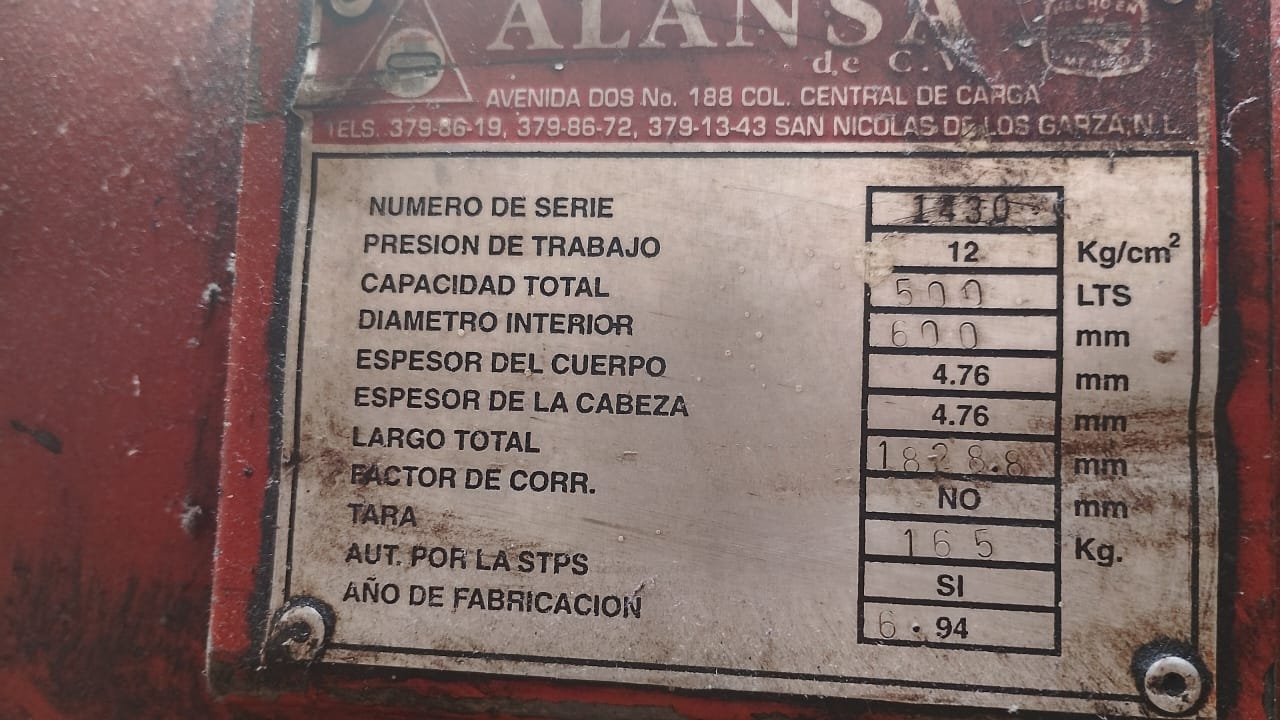 ALANSA
de C.V.
HECHO EN
MEXICO
AVENIDA DOS No. 188 COL. CENTRAL DE CARGA
TELS. 379-86-19, 379-86-72, 379-13-43 SAN NICOLAS DE LOS GARZA, N.L.
NUMERO DE SERIE 1430
PRESION DE TRABAJO 12 Kg/cm²
CAPACIDAD TOTAL 500 LTS
DIAMETRO INTERIOR 600 mm
ESPESOR DEL CUERPO 4.76 mm
ESPESOR DE LA CABEZA 4.76 mm
LARGO TOTAL 1828.8 mm
FACTOR DE CORR. NO mm
TARA 165 Kg.
AUT. POR LA STPS SI
AÑO DE FABRICACION 6. 94